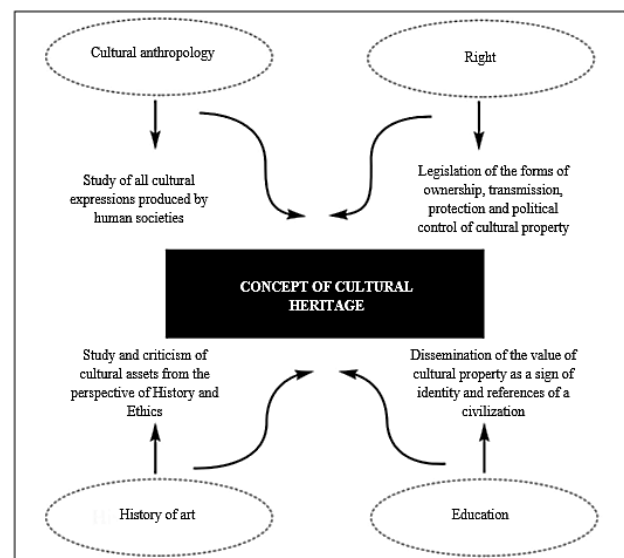 Cultural anthropology
Right
Study of all cultural
expressions produced by
human societies
Legislation of the forms of
ownership, transmission,
protection and political
control of cultural property
CONCEPT OF CULTURAL
HERITAGE
Study and criticism of
cultural assets from the
perspective of History and
Ethics
Dissemination of the value of
cultural property as a sign of
identity and references of a
civilization
History of art
Education